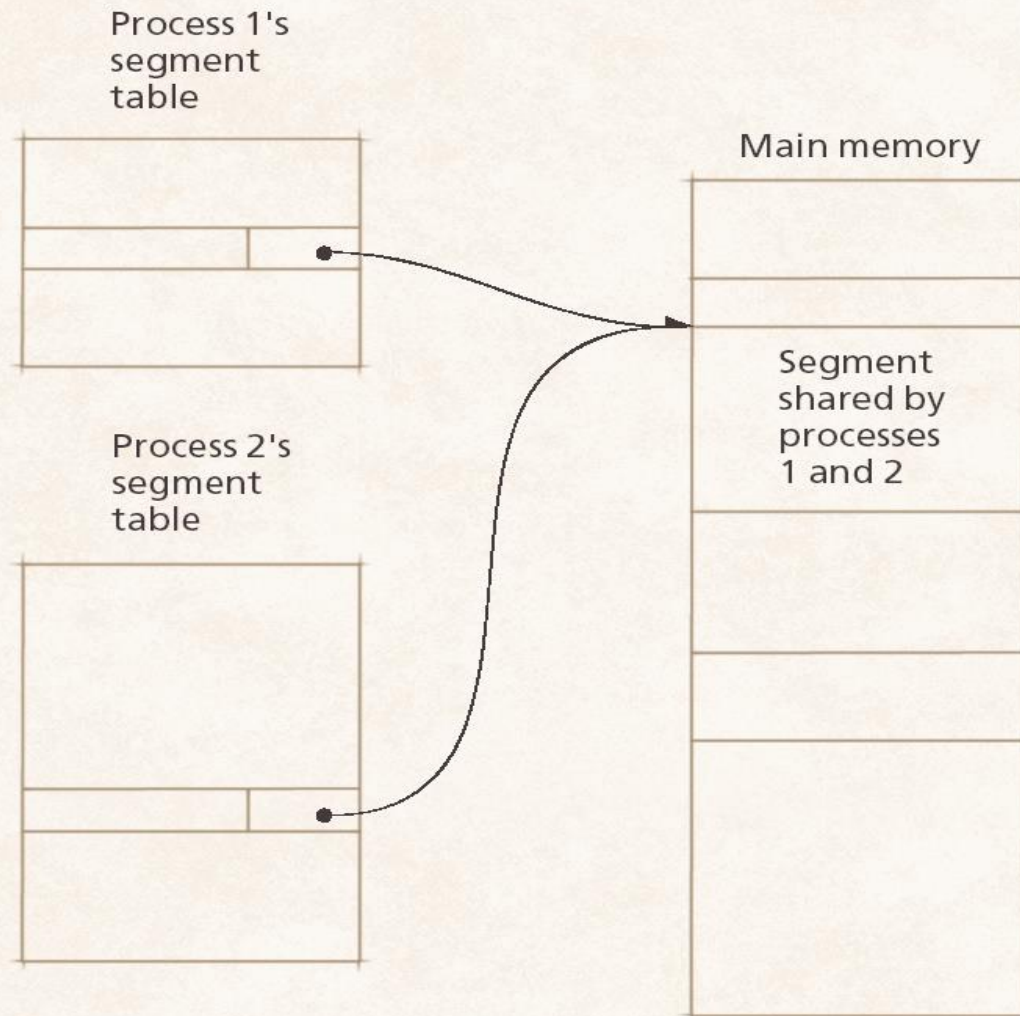 Process 1's
segment
table
Main memory
Segment
shared by
processes
1 and 2
Process 2's
segment
table